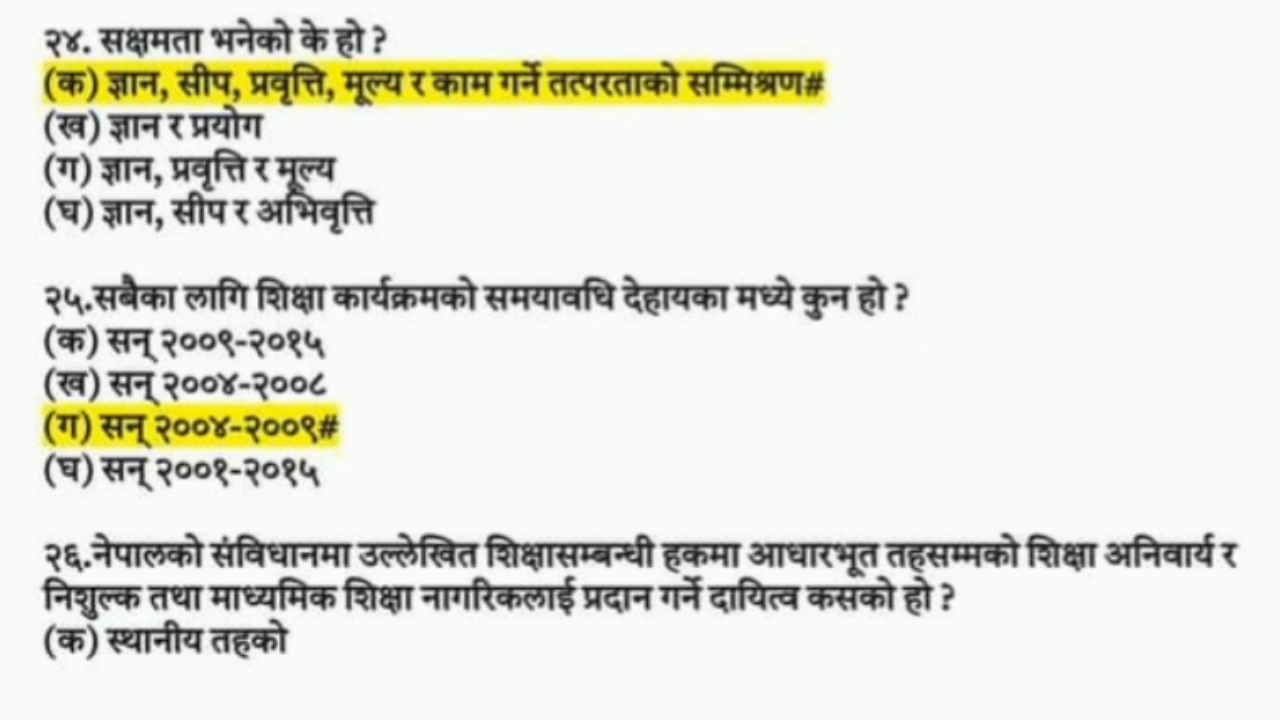 २४. सक्षमता भनेको के हो ?
(क) ज्ञान, सीप, प्रवृत्ति, मूल्य र काम गर्ने तत्परताको सम्मिश्रण#
(ख) ज्ञान र प्रयोग
(ग) ज्ञान, प्रवृत्ति र मूल्य
(घ) ज्ञान, सीप र अभिवृत्ति
२५.सबैका लागि शिक्षा कार्यक्रमको समयावधि देहायका मध्ये कुन हो ?
(क) सन् २००९-२०१५
(ख) सन् २००४-२००८
(ग) सन् २००४-२००९#
(घ) सन् २००१-२०१५
२६.नेपालको संविधानमा उल्लेखित शिक्षासम्बन्धी हकमा आधारभूत तहसम्मको शिक्षा अनिवार्य र
निशुल्क तथा माध्यमिक शिक्षा नागरिकलाई प्रदान गर्ने दायित्व कसको हो ?
(क) स्थानीय तहको